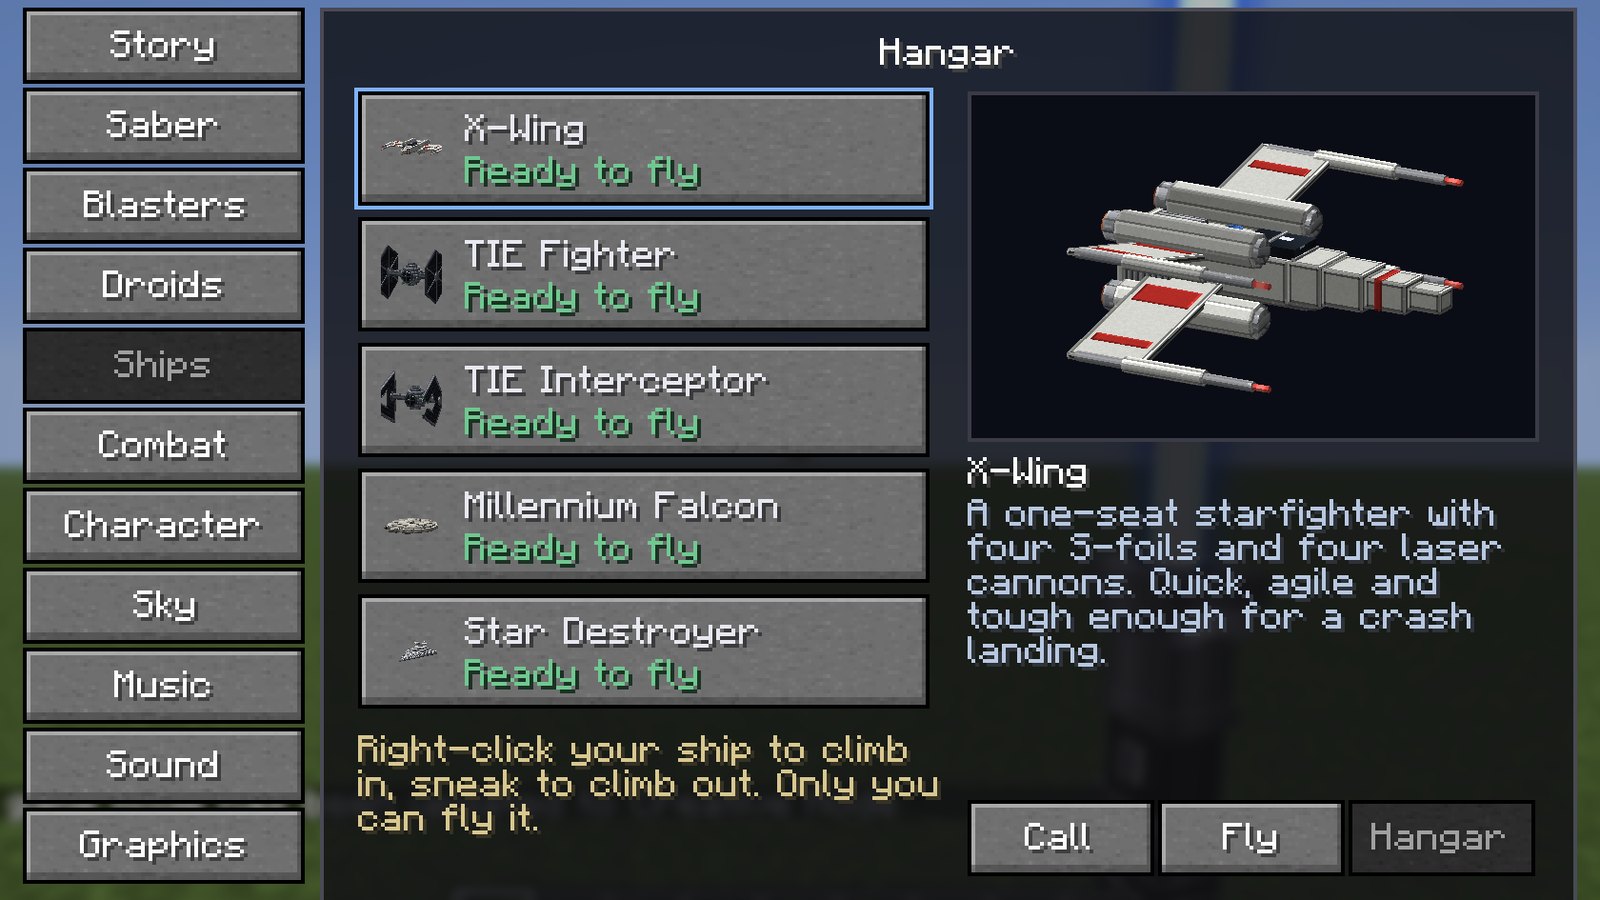 Story
Saber
Blasters
Droids
Ships
Combat
Character
Sky
Music
Sound
Graphics
Hangar
X-Wing
Ready to fly
TIE Fighter
Ready to fly
TIE Interceptor
Ready to fly
Millennium Falcon
Ready to fly
Star Destroyer
Ready to fly
Right-click your ship to climb
in, sneak to climb out. Only you
can fly it.
X-Wing
A one-seat starfighter with
four S-foils and four laser
cannons. Quick, agile and
tough enough for a crash
landing.
Call
Fly
Hangar